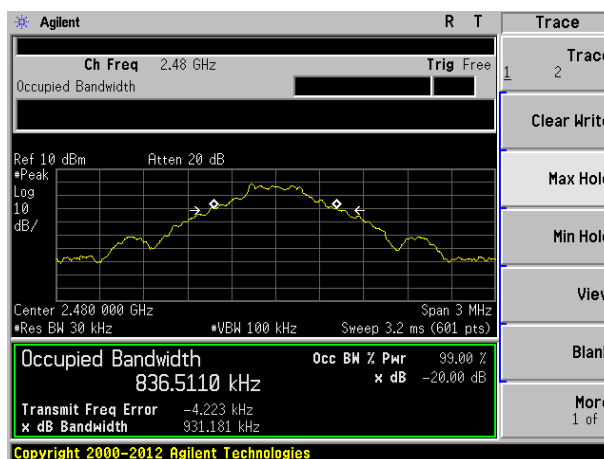 Agilent
R T
Trace
Ch Freq 2.48 GHz
Trig Free
Occupied Bandwidth
Trace
1 2
Clear Write
Max Hold
Min Hold
View
Blank
More
1 of
Ref 10 dBm Atten 20 dB
#Peak
Log
10
dB/
Center 2.480 000 GHz
Span 3 MHz
#Res BW 30 kHz #VBW 100 kHz Sweep 3.2 ms (601 pts)
Occupied Bandwidth
836.5110 kHz
Occ BW % Pwr 99.00 %
x dB -20.00 dB
Transmit Freq Error -4.223 kHz
x dB Bandwidth 931.181 kHz
Copyright 2000-2012 Agilent Technologies